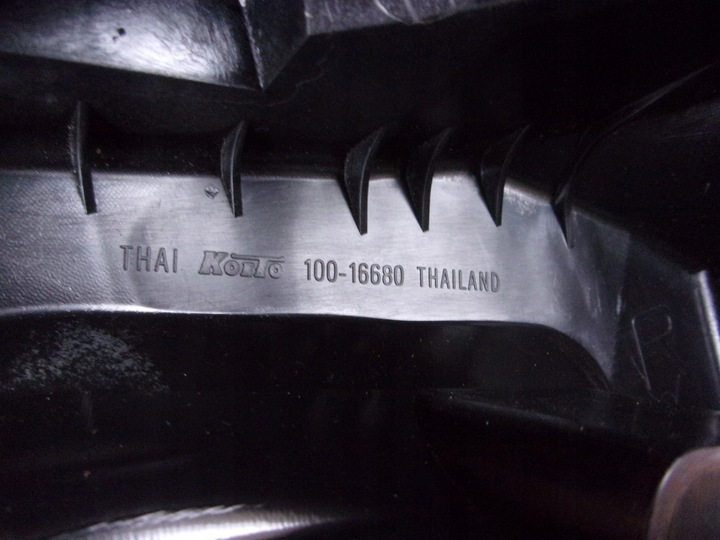 THAI KOITO 100-16680 THAILAND
R